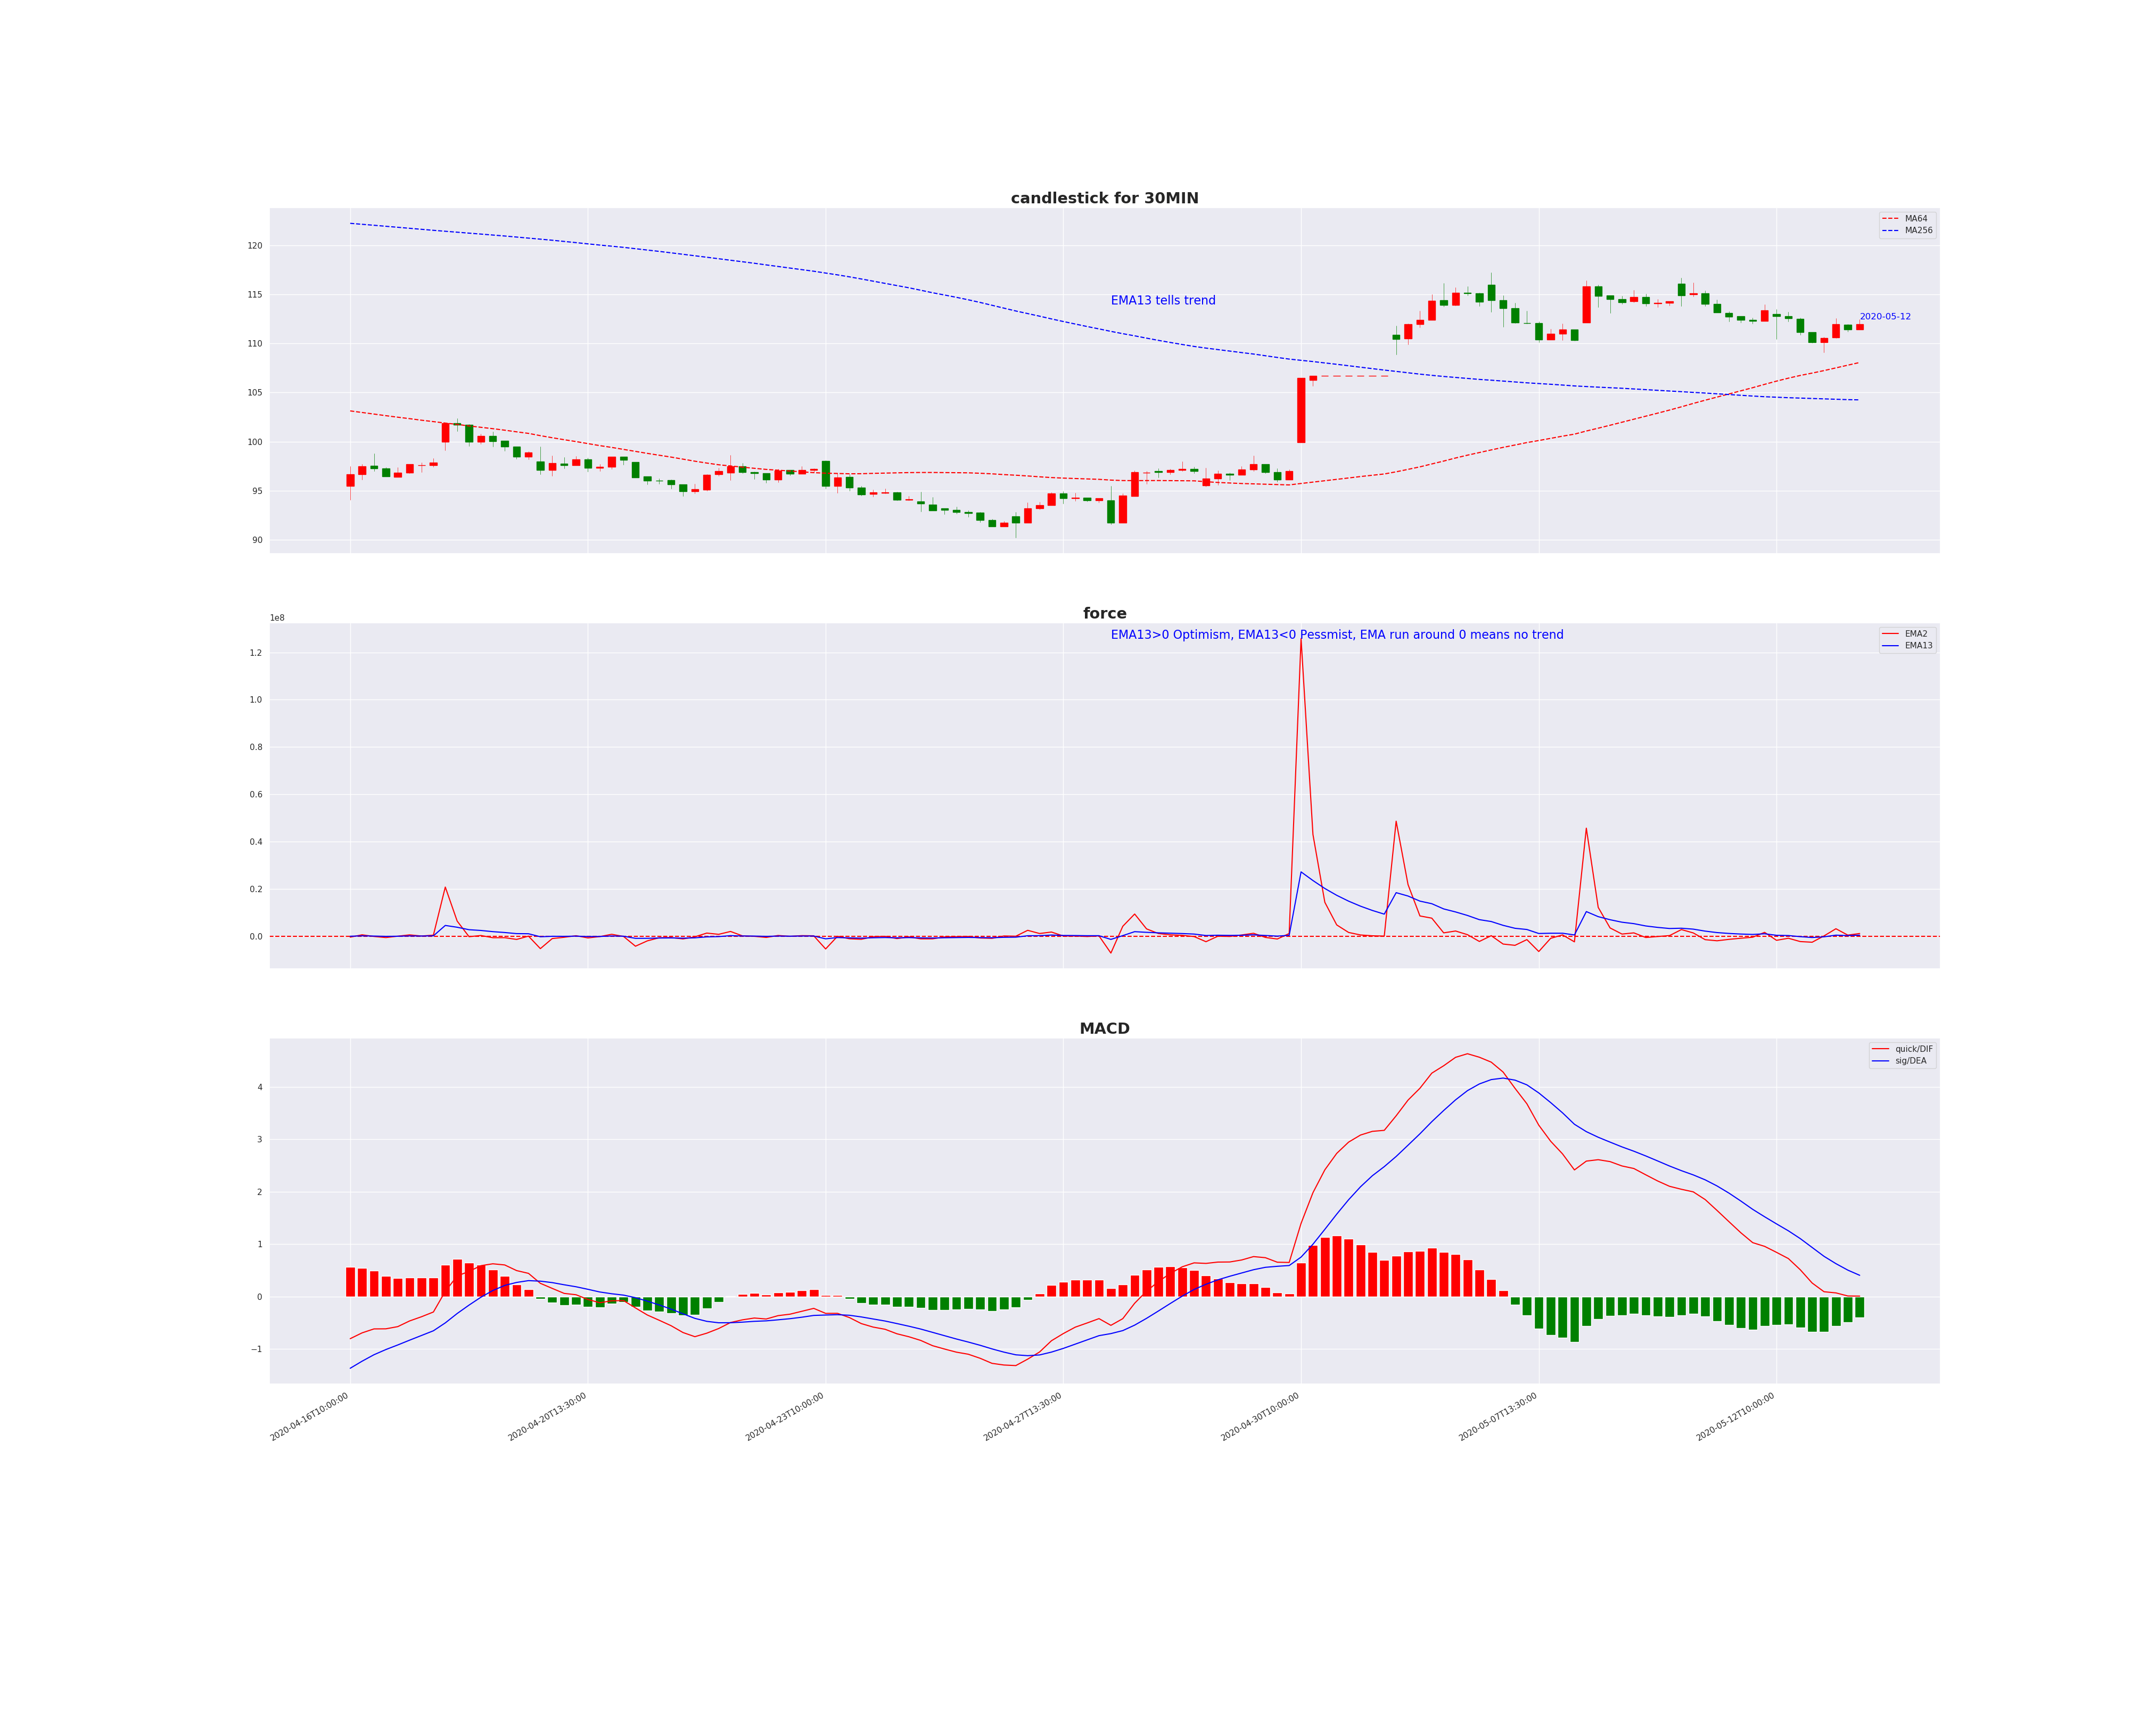 candlestick for 30MIN
MA64
MA256
120
115
110
105
100
95
90
EMA13 tells trend
2020-05-12
force
1e8
EMA13>0 Optimism, EMA13<0 Pessmist, EMA run around 0 means no trend
EMA2
EMA13
1.2
1.0
0.8
0.6
0.4
0.2
0.0
MACD
quick/DIF
sig/DEA
4
3
2
1
0
−1
2020-04-16T10:00:00
2020-04-20T13:30:00
2020-04-23T10:00:00
2020-04-27T13:30:00
2020-04-30T10:00:00
2020-05-07T13:30:00
2020-05-12T10:00:00